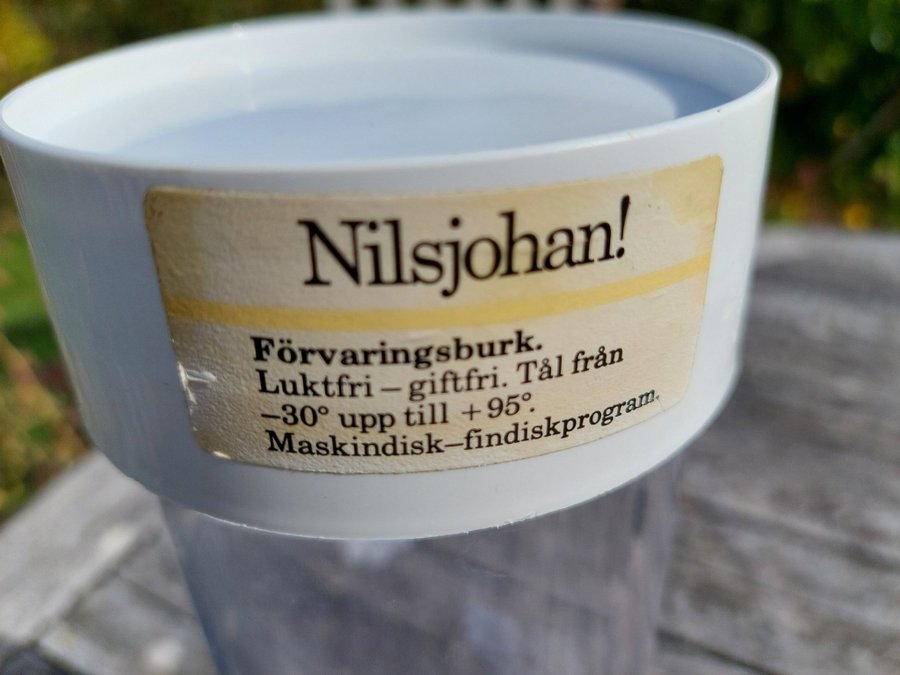 Nilsjohan!
Förvaringsburk.
Luktfri – giftfri. Tål från
–30° upp till +95°.
Maskindisk–findiskprogram.